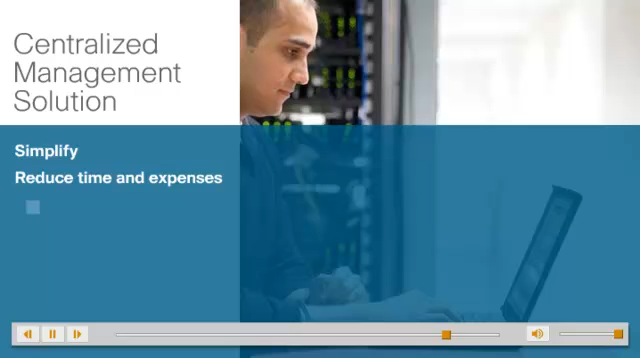 Centralized
Management
Solution
Simplify
Reduce time and expenses